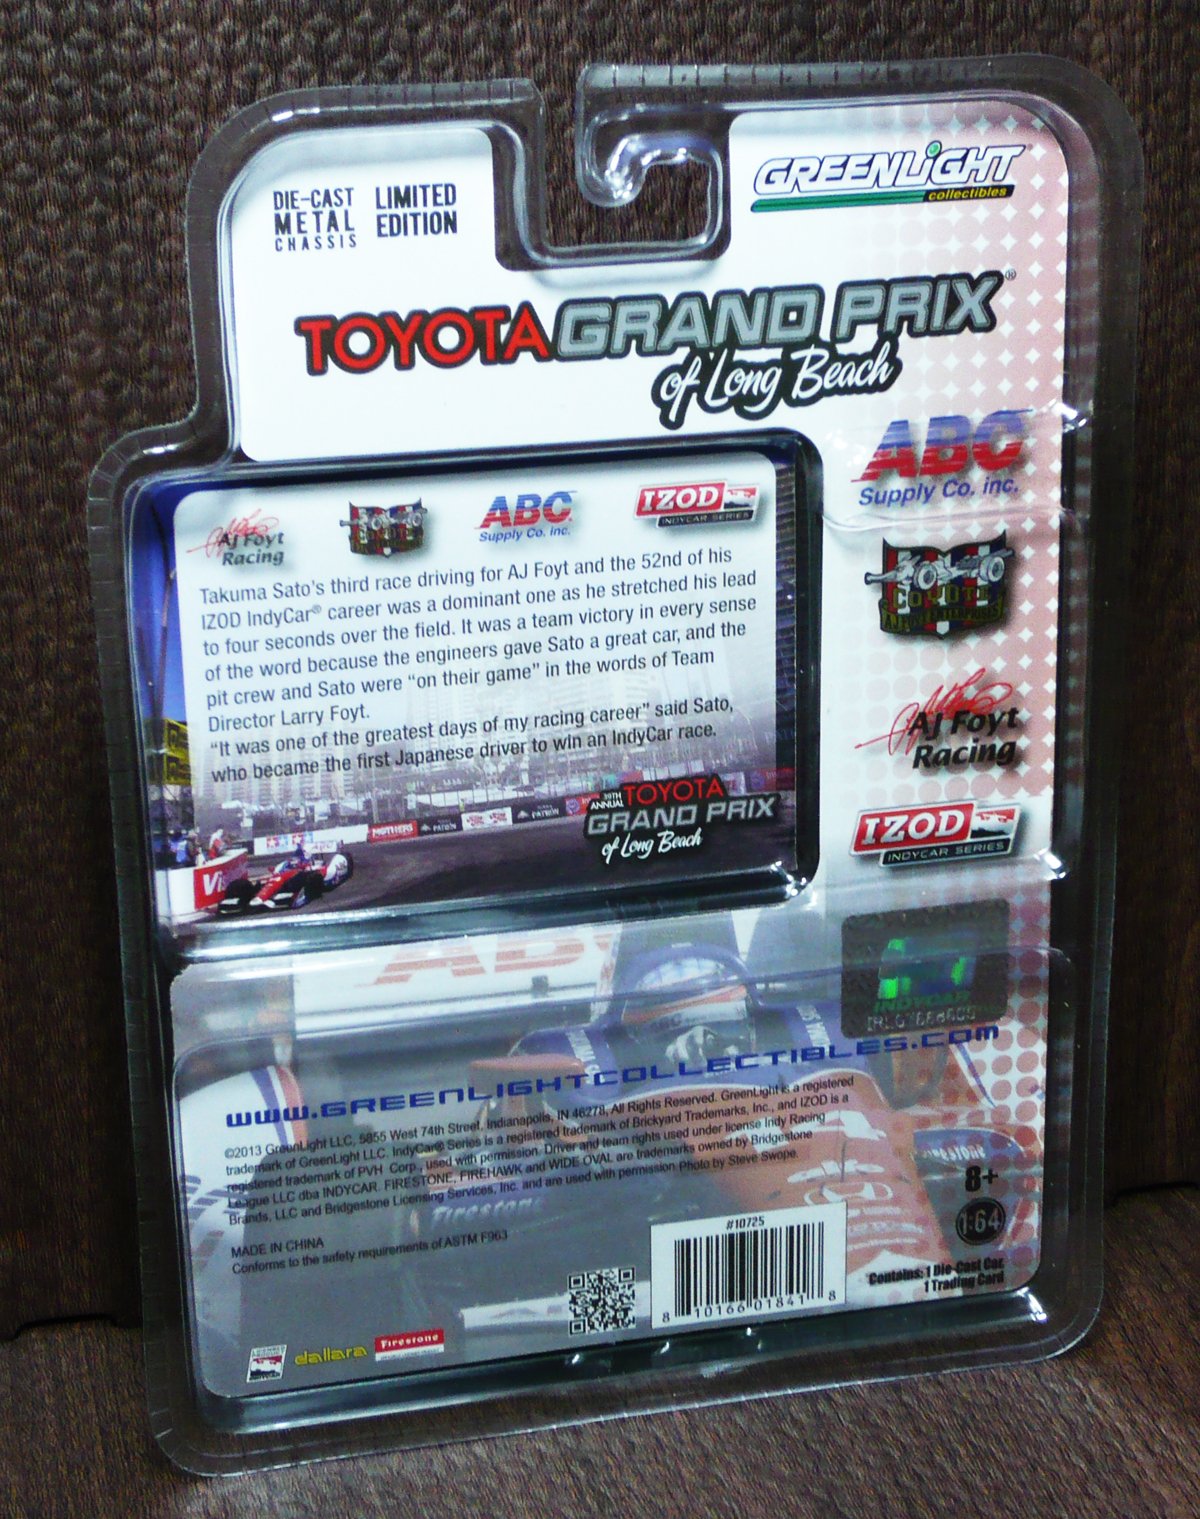 DIE-CAST
METAL
CHASSIS
LIMITED
EDITION
GREENLiGHT®
collectibles
TOYOTA GRAND PRIX®
of Long Beach
ABC
Supply Co. inc.
COYOTE
AJ Foyt
Racing
IZOD
INDYCAR SERIES
AJ Foyt
Racing
COYOTE
ABC
Supply Co. inc.
IZOD
INDYCAR SERIES
Takuma Sato's third race driving for AJ Foyt and the 52nd of his
IZOD IndyCar® career was a dominant one as he stretched his lead
to four seconds over the field. It was a team victory in every sense
of the word because the engineers gave Sato a great car, and the
pit crew and Sato were "on their game" in the words of Team
Director Larry Foyt.
"It was one of the greatest days of my racing career" said Sato,
who became the first Japanese driver to win an IndyCar race.
39TH
ANNUAL TOYOTA
GRAND PRIX
of Long Beach
MOTHERS
PATRÓN
PATRÓN
INDYCAR
www.GREENLIGHTCOLLECTIBLES.com
©2013 GreenLight LLC, 5855 West 74th Street, Indianapolis, IN 46278, All Rights Reserved. GreenLight is a registered
trademark of GreenLight LLC. IndyCar® Series is a registered trademark of Brickyard Trademarks, Inc., and IZOD is a
registered trademark of PVH Corp., used with permission. Driver and team rights used under license Indy Racing
League LLC dba INDYCAR. FIRESTONE, FIREHAWK and WIDE OVAL are trademarks owned by Bridgestone
Brands, LLC and Bridgestone Licensing Services, Inc. and are used with permission Photo by Steve Swope.
Firestone
MADE IN CHINA
Conforms to the safety requirements of ASTM F963
8+
1:64
Contains: 1 Die-Cast Car,
1 Trading Card
#10725
8 10166 01841 8
dallara
Firestone